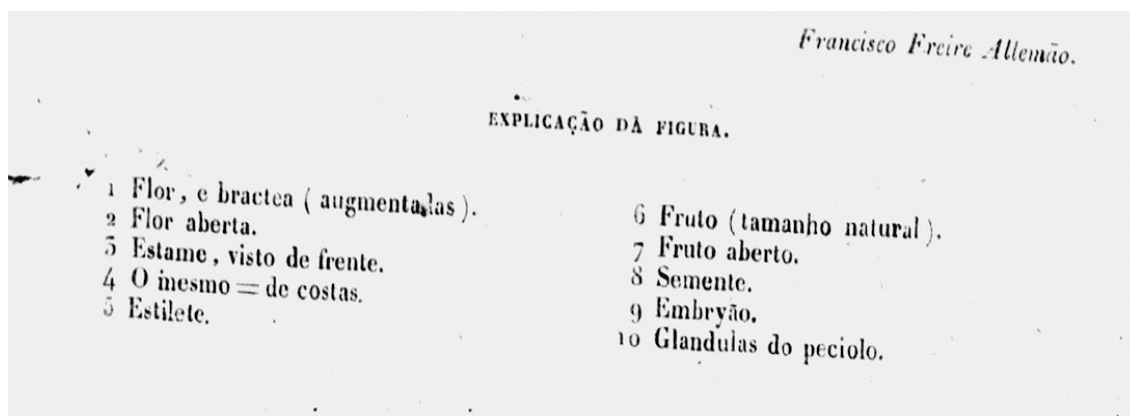 Francisco Freire Allemão.
EXPLICAÇÃO DA FIGURA.
1 Flor, e bractea ( augmentadas ).
2 Flor aberta.
3 Estame, visto de frente.
4 O mesmo = de costas.
5 Estilete.
6 Fruto ( tamanho natural ).
7 Fruto aberto.
8 Semente.
9 Embryão.
10 Glandulas do peciolo.